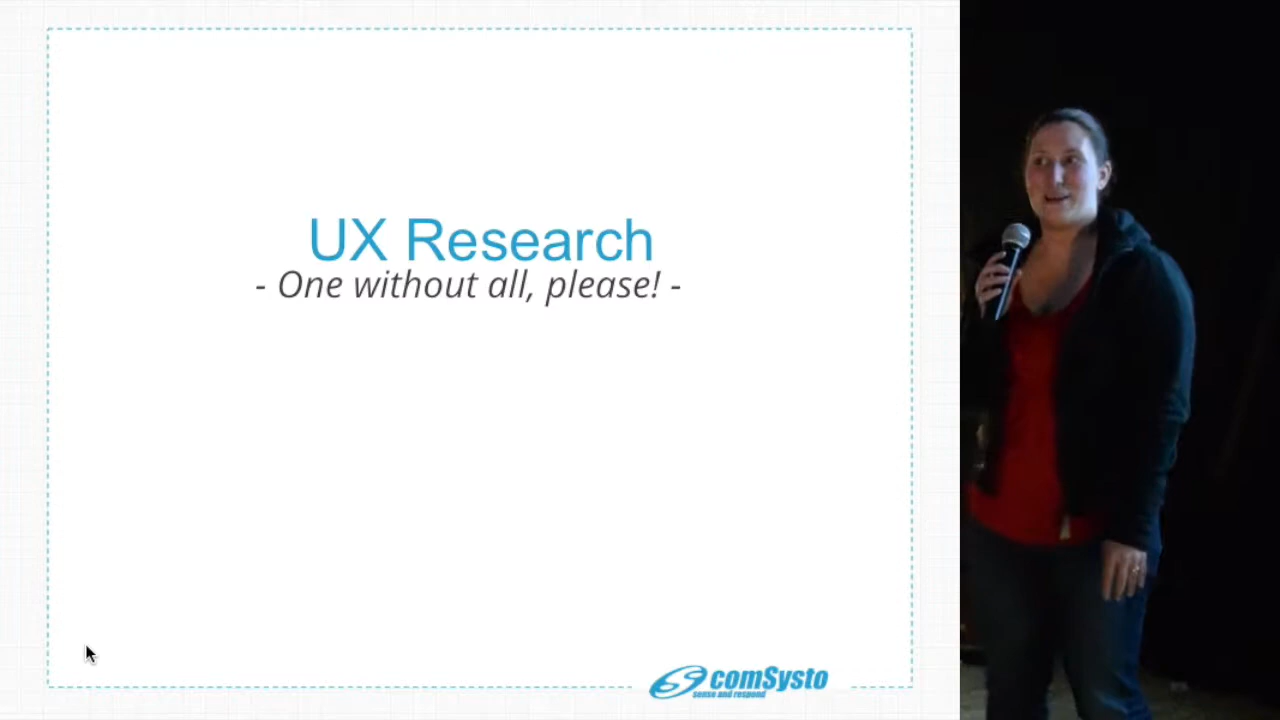 UX Research
- One without all, please! -
comSysto
sense and respond